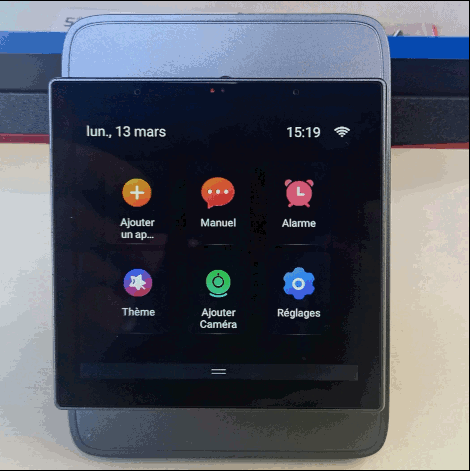 lun., 13 mars
15:19
Ajouter
un ap...
Manuel
Alarme
Thème
Ajouter
Caméra
Réglages